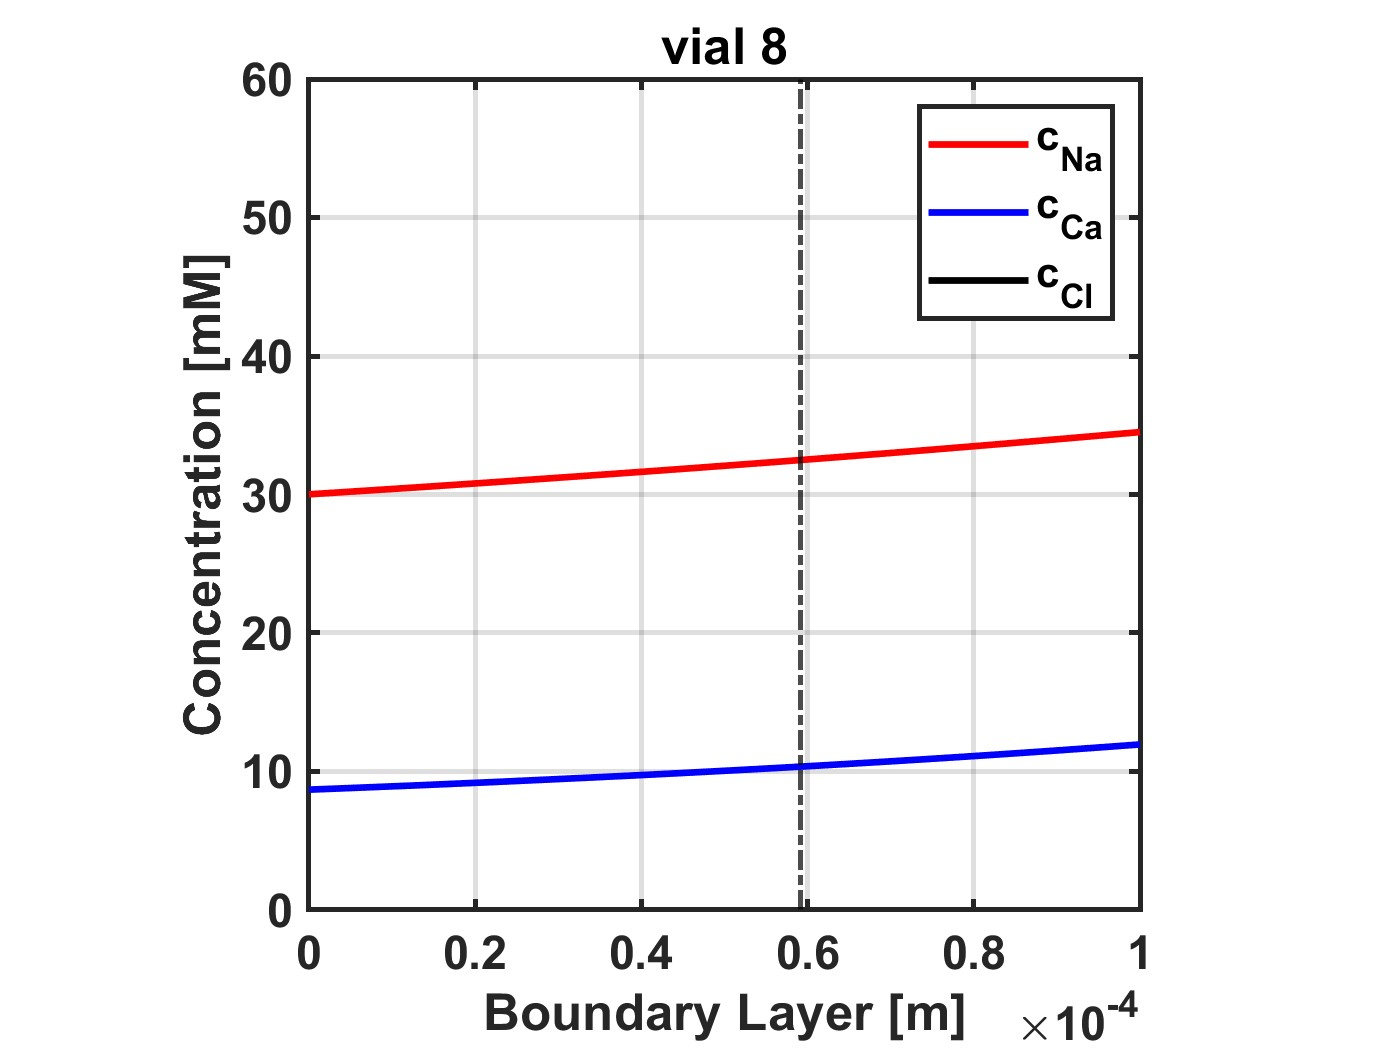 vial 8
60
50
40
30
20
10
0
Concentration [mM]
c_Na
c_Ca
c_Cl
0 0.2 0.4 0.6 0.8 1
Boundary Layer [m]
×10^-4